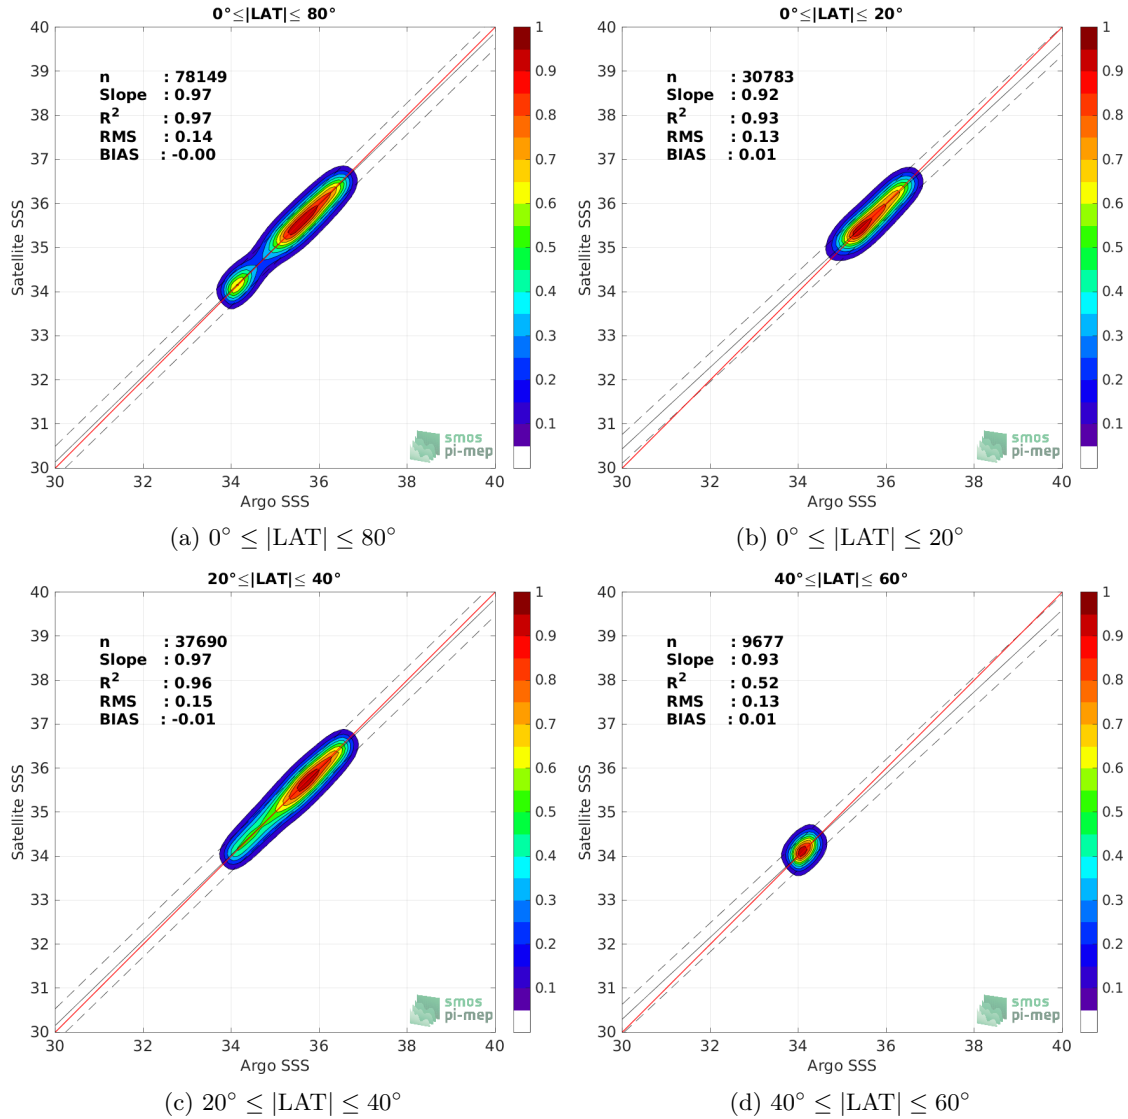 0°≤|LAT|≤ 80°
40
39
38
37
36
35
34
33
32
31
30
Satellite SSS
n : 78149
Slope : 0.97
R² : 0.97
RMS : 0.14
BIAS : -0.00
smos
pi-mep
30 32 34 36 38 40
Argo SSS
1
0.9
0.8
0.7
0.6
0.5
0.4
0.3
0.2
0.1
(a) 0° ≤ |LAT| ≤ 80°
0°≤|LAT|≤ 20°
40
39
38
37
36
35
34
33
32
31
30
Satellite SSS
n : 30783
Slope : 0.92
R² : 0.93
RMS : 0.13
BIAS : 0.01
smos
pi-mep
30 32 34 36 38 40
Argo SSS
1
0.9
0.8
0.7
0.6
0.5
0.4
0.3
0.2
0.1
(b) 0° ≤ |LAT| ≤ 20°
20°≤|LAT|≤ 40°
40
39
38
37
36
35
34
33
32
31
30
Satellite SSS
n : 37690
Slope : 0.97
R² : 0.96
RMS : 0.15
BIAS : -0.01
smos
pi-mep
30 32 34 36 38 40
Argo SSS
1
0.9
0.8
0.7
0.6
0.5
0.4
0.3
0.2
0.1
(c) 20° ≤ |LAT| ≤ 40°
40°≤|LAT|≤ 60°
40
39
38
37
36
35
34
33
32
31
30
Satellite SSS
n : 9677
Slope : 0.93
R² : 0.52
RMS : 0.13
BIAS : 0.01
smos
pi-mep
30 32 34 36 38 40
Argo SSS
1
0.9
0.8
0.7
0.6
0.5
0.4
0.3
0.2
0.1
(d) 40° ≤ |LAT| ≤ 60°